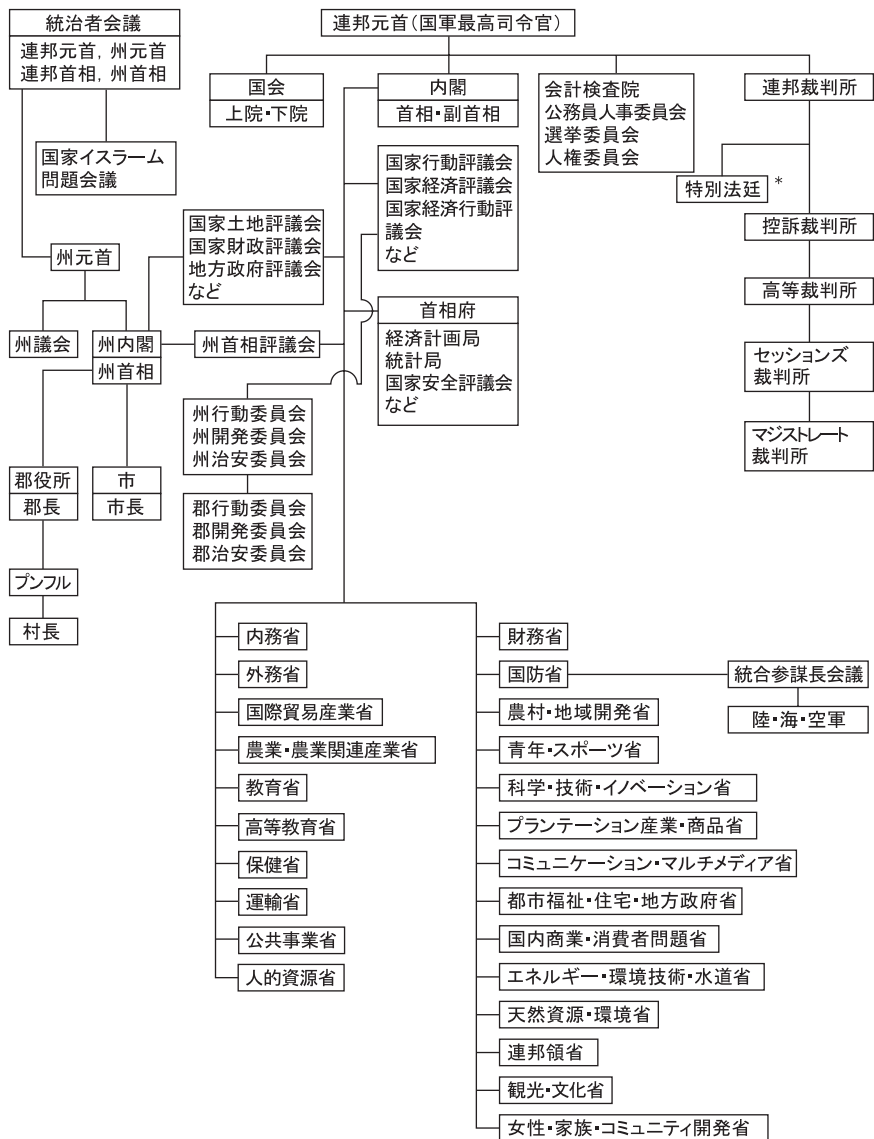 統治者会議
連邦元首, 州元首
連邦首相, 州首相
国家イスラーム
問題会議
連邦元首(国軍最高司令官)
国会
上院・下院
内閣
首相・副首相
会計検査院
公務員人事委員会
選挙委員会
人権委員会
連邦裁判所
特別法廷 *
控訴裁判所
高等裁判所
セッションズ
裁判所
マジストレート
裁判所
国家行動評議会
国家経済評議会
国家経済行動評
議会
など
国家土地評議会
国家財政評議会
地方政府評議会
など
州元首
州議会
州内閣
州首相
州首相評議会
首相府
経済計画局
統計局
国家安全評議会
など
州行動委員会
州開発委員会
州治安委員会
郡役所
郡長
市
市長
郡行動委員会
郡開発委員会
郡治安委員会
プンフル
村長
内務省
外務省
国際貿易産業省
農業・農業関連産業省
教育省
高等教育省
保健省
運輸省
公共事業省
人的資源省
財務省
国防省
統合参謀長会議
陸・海・空軍
農村・地域開発省
青年・スポーツ省
科学・技術・イノベーション省
プランテーション産業・商品省
コミュニケーション・マルチメディア省
都市福祉・住宅・地方政府省
国内商業・消費者問題省
エネルギー・環境技術・水道省
天然資源・環境省
連邦領省
観光・文化省
女性・家族・コミュニティ開発省